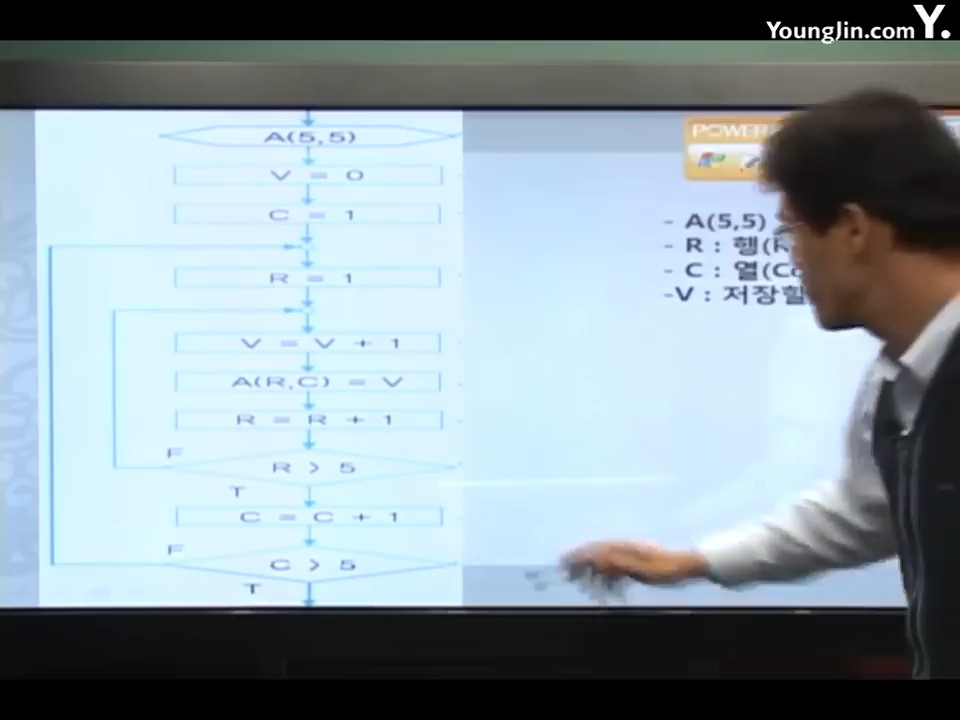 YoungJin.com Y.
A(5,5)
V = 0
C = 1
R = 1
V = V + 1
A(R,C) = V
R = R + 1
F
R > 5
T
C = C + 1
F
C > 5
T
POWER
- A(5,5)
- R : 행(R
- C : 열(Co
-V : 저장할